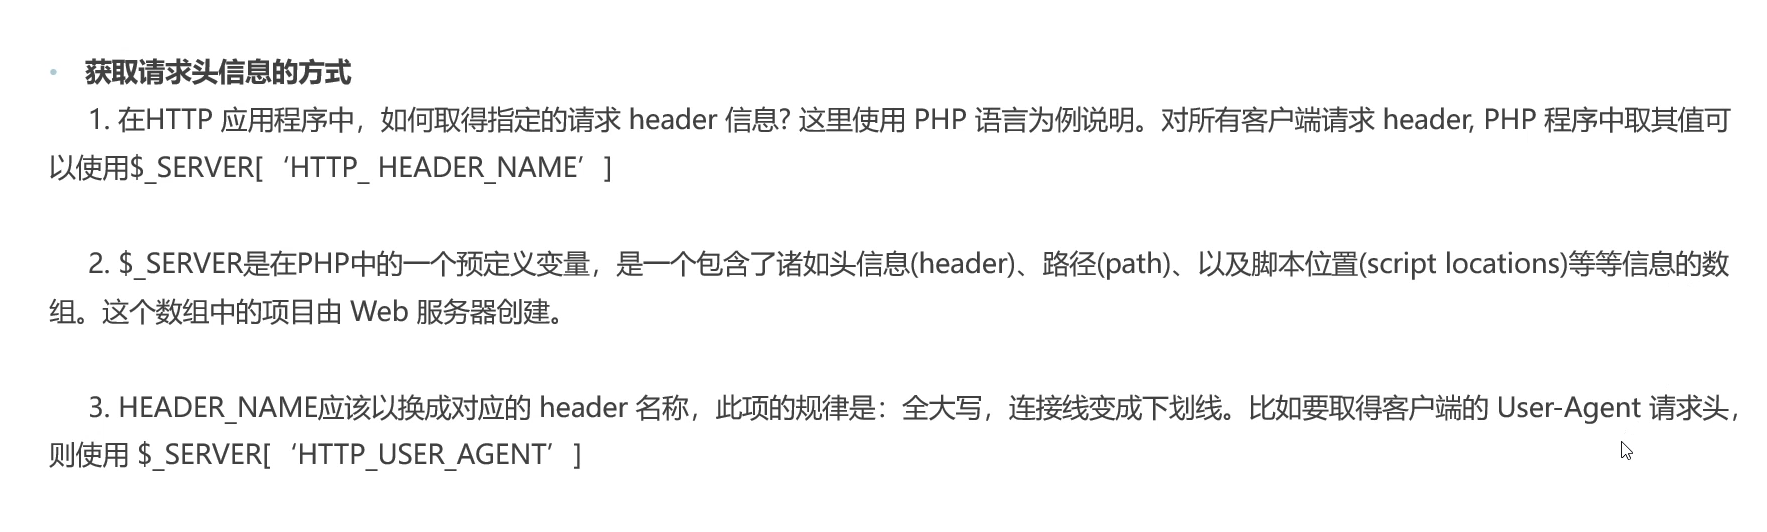 • 获取请求头信息的方式
1. 在HTTP 应用程序中，如何取得指定的请求 header 信息? 这里使用 PHP 语言为例说明。对所有客户端请求 header, PHP 程序中取其值可
以使用$_SERVER[‘HTTP_ HEADER_NAME’]
2. $_SERVER是在PHP中的一个预定义变量，是一个包含了诸如头信息(header)、路径(path)、以及脚本位置(script locations)等等信息的数
组。这个数组中的项目由 Web 服务器创建。
3. HEADER_NAME应该以换成对应的 header 名称，此项的规律是：全大写，连接线变成下划线。比如要取得客户端的 User-Agent 请求头，
则使用 $_SERVER[‘HTTP_USER_AGENT’]